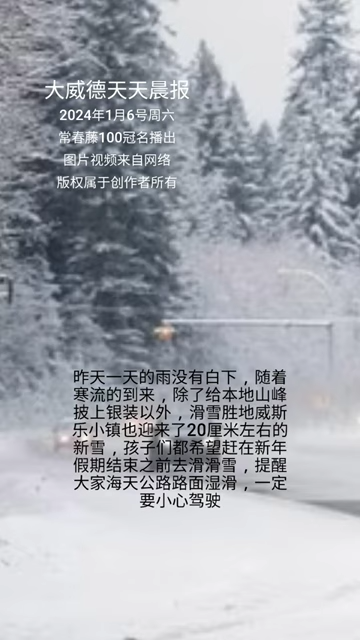 大威德天天晨报
2024年1月6号周六
常春藤100冠名播出
图片视频来自网络
版权属于创作者所有
昨天一天的雨没有白下，随着
寒流的到来，除了给本地山峰
披上银装以外，滑雪胜地威斯
乐小镇也迎来了20厘米左右的
新雪，孩子们都希望赶在新年
假期结束之前去滑滑雪，提醒
大家海天公路路面湿滑，一定
要小心驾驶